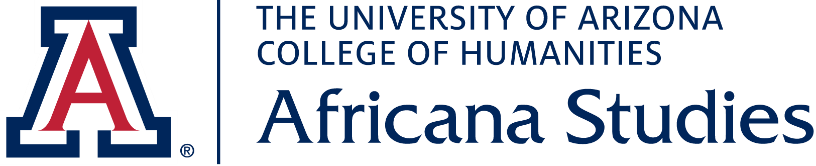 A®
THE UNIVERSITY OF ARIZONA
COLLEGE OF HUMANITIES
Africana Studies